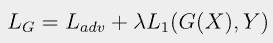 $L_G = L_{adv} + \lambda L_1(G(X), Y)$